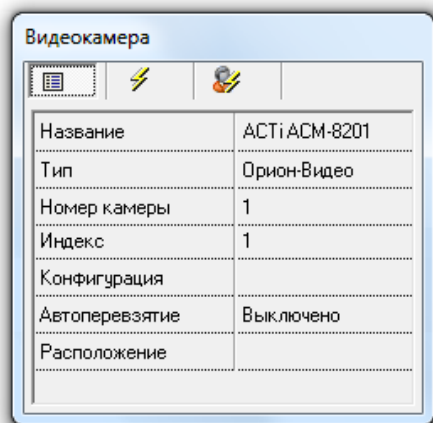 Видеокамера
Название ACTi ACM-8201
Тип Орион-Видео
Номер камеры 1
Индекс 1
Конфигурация
Автоперевзятие Выключено
Расположение